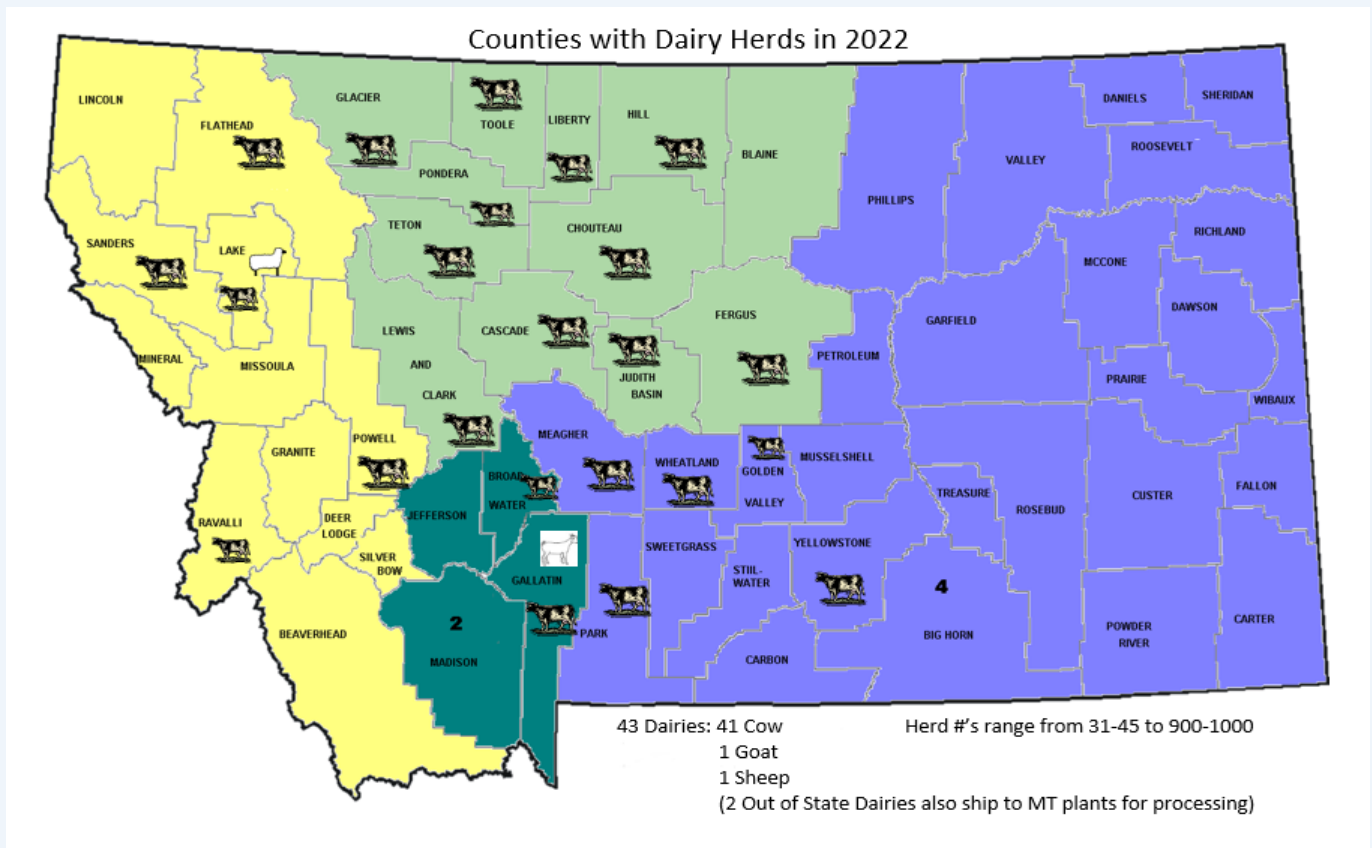 Counties with Dairy Herds in 2022
LINCOLN
FLATHEAD
GLACIER
TOOLE
LIBERTY
HILL
BLAINE
PHILLIPS
VALLEY
DANIELS
SHERIDAN
ROOSEVELT
PONDERA
TETON
CHOUTEAU
SANDERS
LAKE
MCCONE
RICHLAND
DAWSON
GARFIELD
PETROLEUM
FERGUS
CASCADE
JUDITH
BASIN
LEWIS
AND
CLARK
MINERAL
MISSOULA
PRAIRIE
WIBAUX
POWELL
GRANITE
MEAGHER
WHEATLAND
GOLDEN
VALLEY
MUSSELSHELL
TREASURE
ROSEBUD
CUSTER
FALLON
RAVALLI
DEER
LODGE
SILVER
BOW
JEFFERSON
BROAD
WATER
GALLATIN
SWEETGRASS
STIIL-
WATER
YELLOWSTONE
4
BIG HORN
BEAVERHEAD
2
MADISON
PARK
CARBON
POWDER
RIVER
CARTER
43 Dairies: 41 Cow
1 Goat
1 Sheep
(2 Out of State Dairies also ship to MT plants for processing)
Herd #'s range from 31-45 to 900-1000